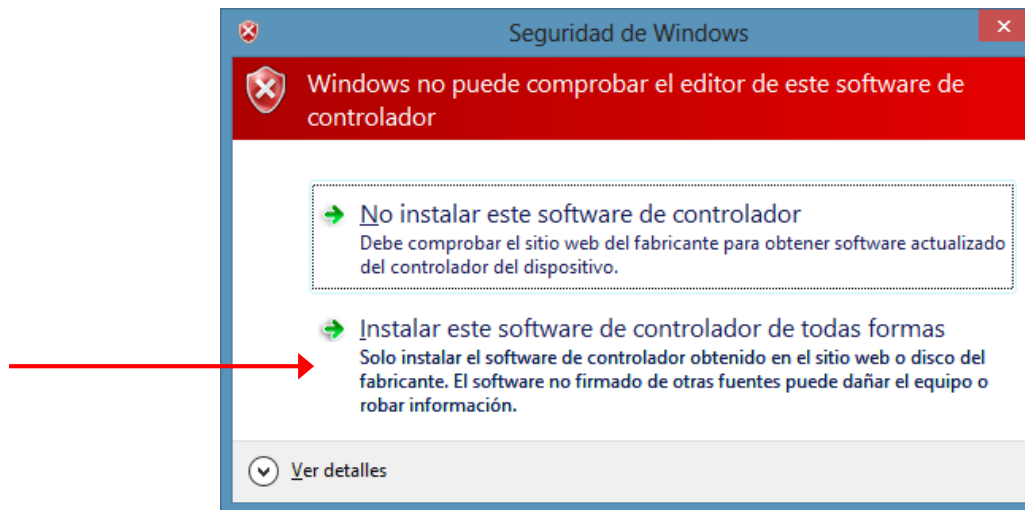 Seguridad de Windows
Windows no puede comprobar el editor de este software de
controlador
No instalar este software de controlador
Debe comprobar el sitio web del fabricante para obtener software actualizado
del controlador del dispositivo.
Instalar este software de controlador de todas formas
Solo instalar el software de controlador obtenido en el sitio web o disco del
fabricante. El software no firmado de otras fuentes puede dañar el equipo o
robar información.
Ver detalles